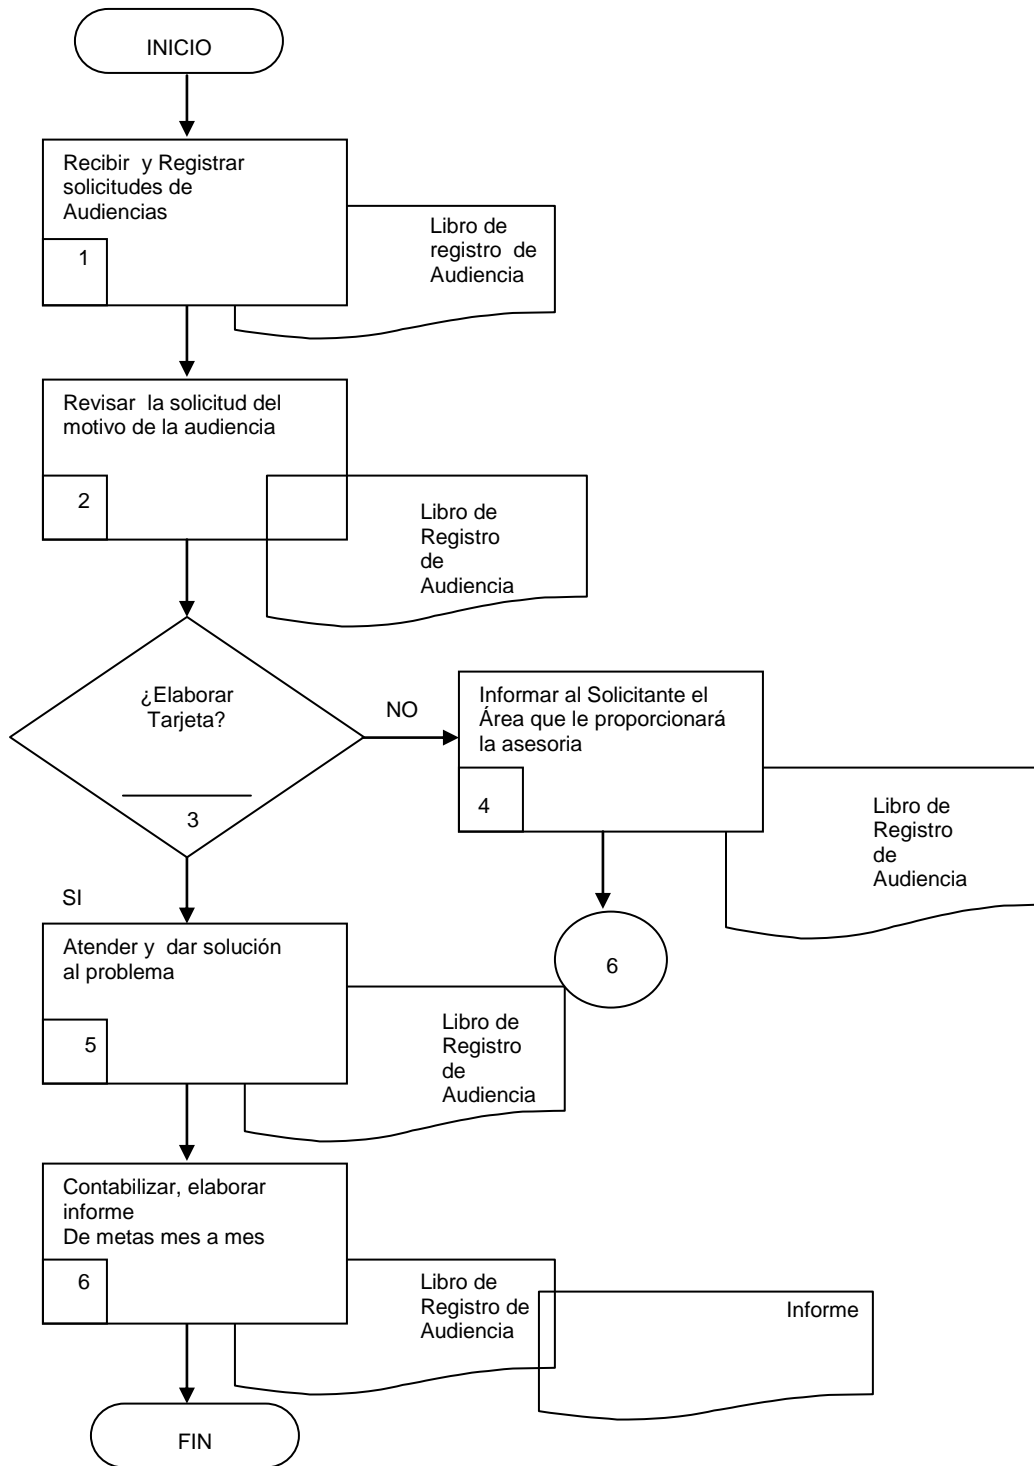 INICIO
Recibir y Registrar
solicitudes de
Audiencias
1
Libro de
registro de
Audiencia
Revisar la solicitud del
motivo de la audiencia
2
Libro de
Registro
de
Audiencia
¿Elaborar
Tarjeta?
3
NO
Informar al Solicitante el
Área que le proporcionará
la asesoria
4
Libro de
Registro
de
Audiencia
6
SI
Atender y dar solución
al problema
5
Libro de
Registro
de
Audiencia
Contabilizar, elaborar
informe
De metas mes a mes
6
Libro de
Registro de
Audiencia
Informe
FIN